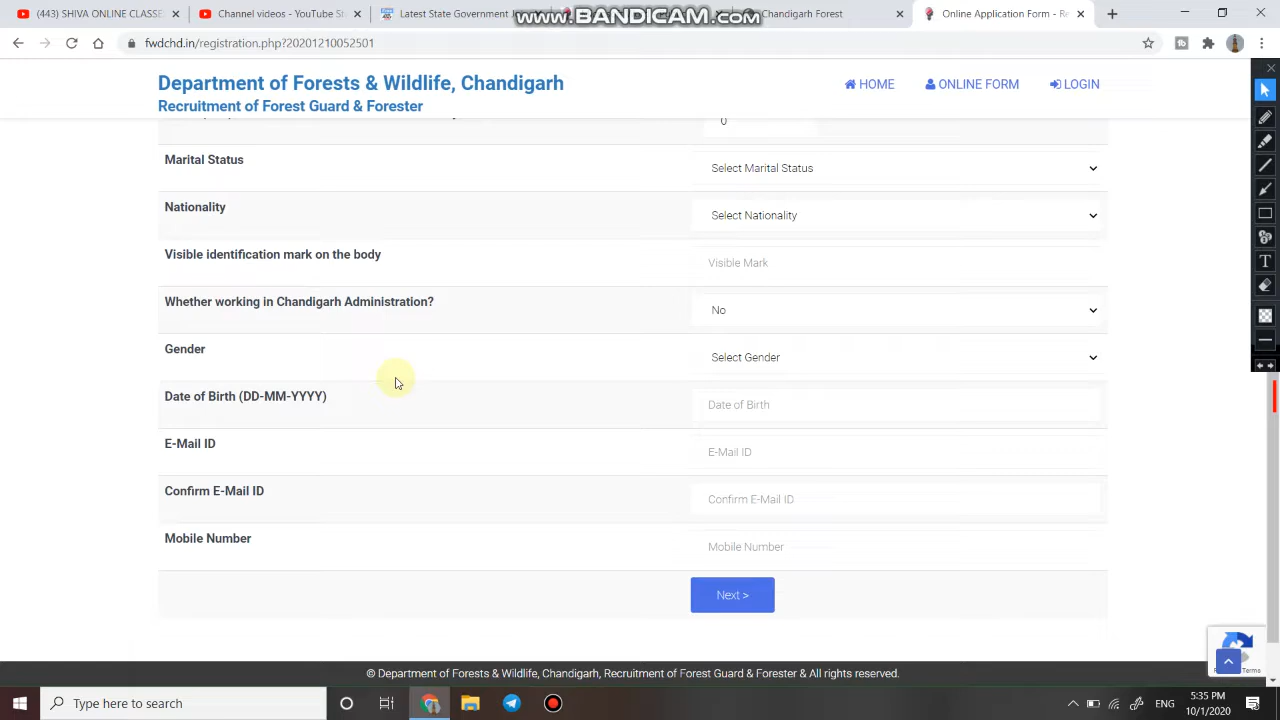 (443) SHIVA ONLINE CLASSE
Channel videos - YouTube S
Latest State Government
Chandigarh Forest
Online Application Form - Re
www.BANDICAM.com
fwdchd.in/registration.php?20201210052501
Department of Forests & Wildlife, Chandigarh
Recruitment of Forest Guard & Forester
HOME
ONLINE FORM
LOGIN
0
Marital Status
Select Marital Status
Nationality
Select Nationality
Visible identification mark on the body
Visible Mark
Whether working in Chandigarh Administration?
No
Gender
Select Gender
Date of Birth (DD-MM-YYYY)
Date of Birth
E-Mail ID
E-Mail ID
Confirm E-Mail ID
Confirm E-Mail ID
Mobile Number
Mobile Number
Next >
© Department of Forests & Wildlife, Chandigarh, Recruitment of Forest Guard & Forester & All rights reserved.
Type here to search
ENG
5:35 PM
10/1/2020